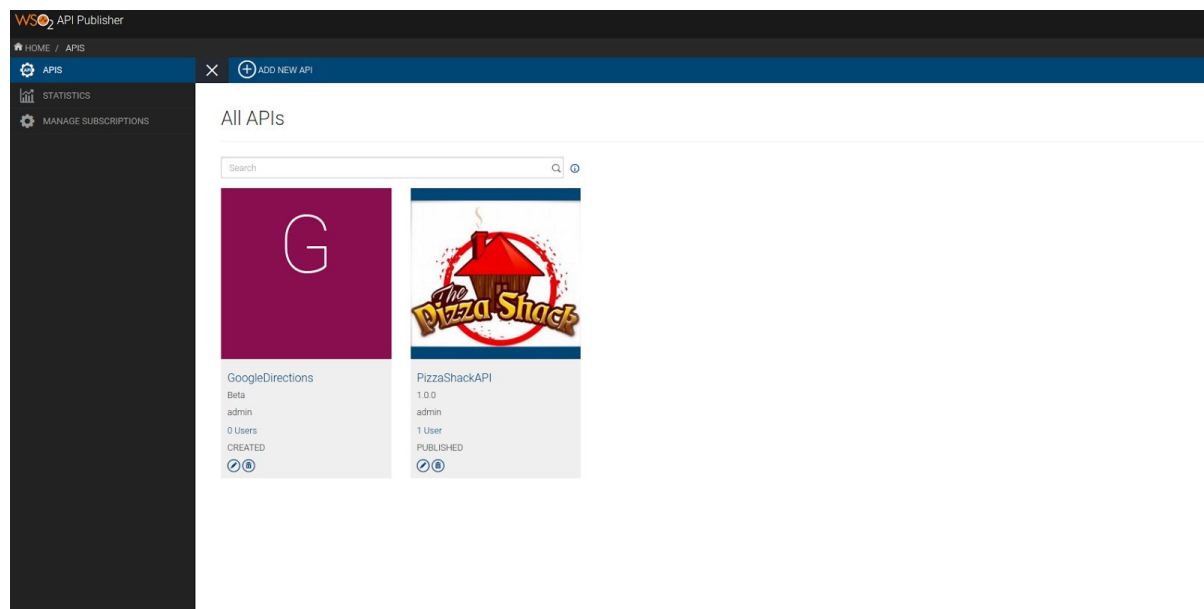 WSO2 API Publisher
HOME / APIS
APIS
STATISTICS
MANAGE SUBSCRIPTIONS
ADD NEW API
All APIs
Search
G
GoogleDirections
Beta
admin
0 Users
CREATED
The
Pizza Shack
PizzaShackAPI
1.0.0
admin
1 User
PUBLISHED